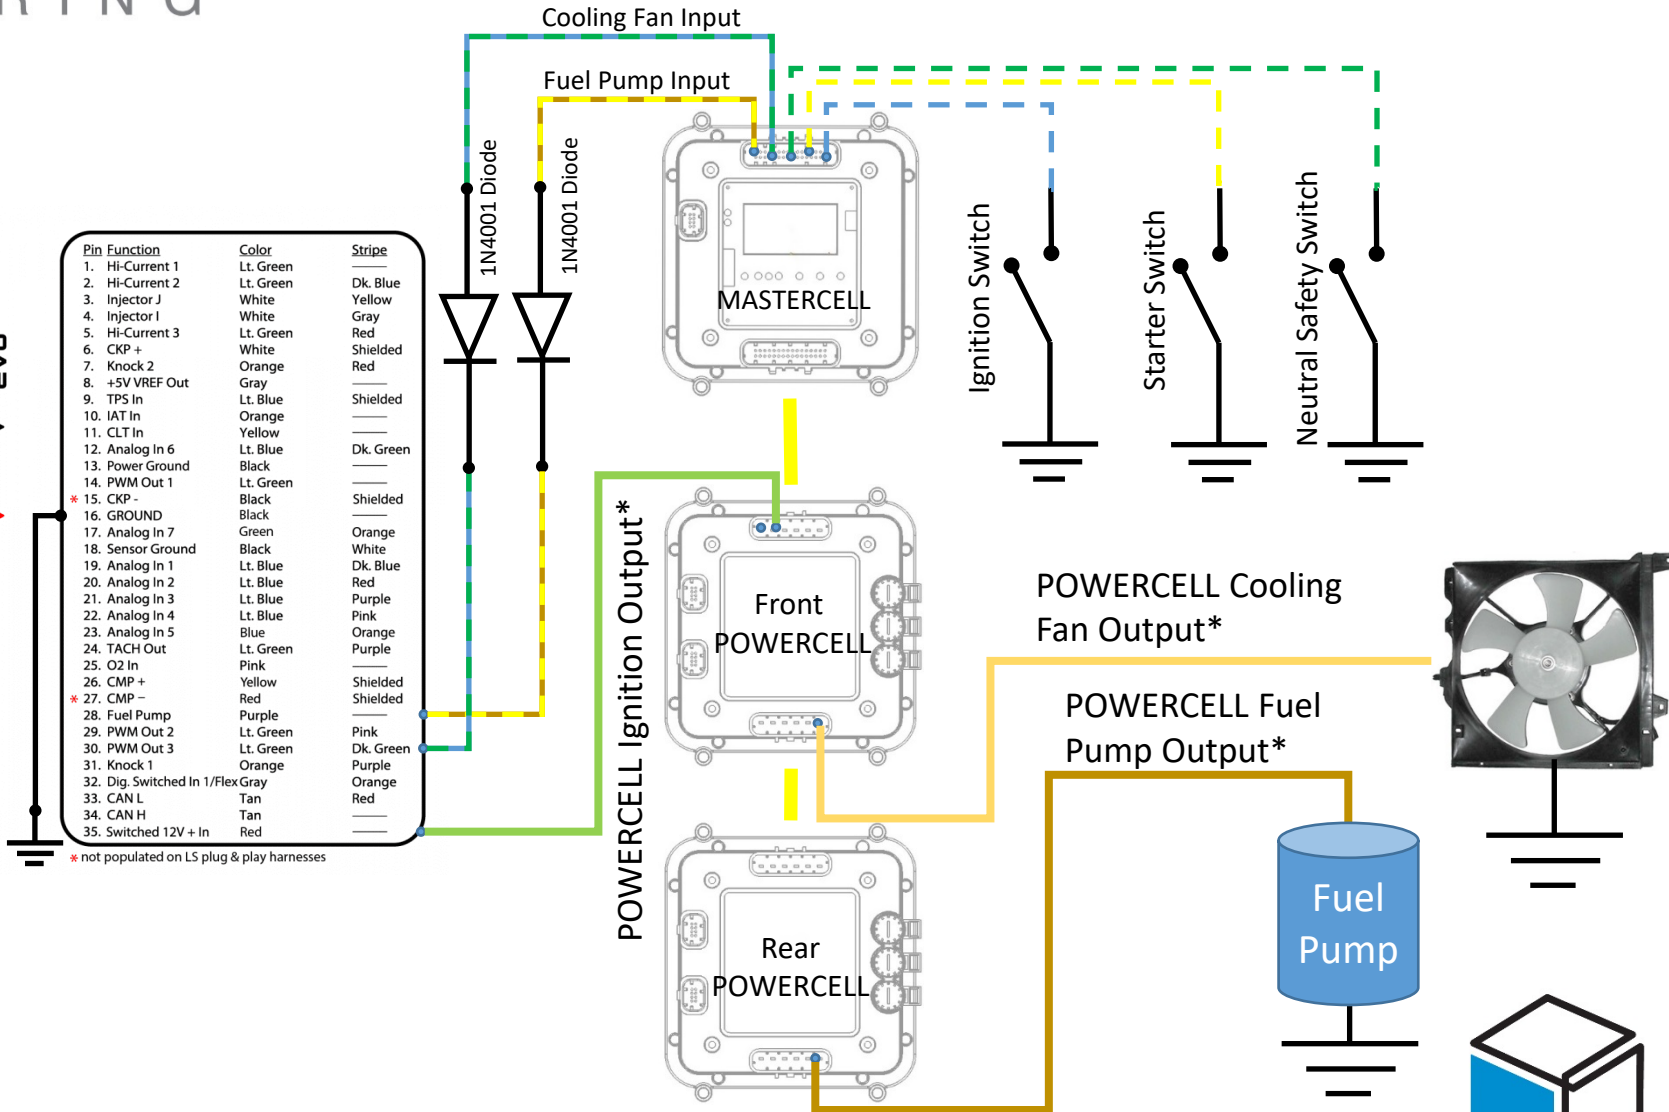 RING
Cooling Fan Input
Fuel Pump Input
1N4001 Diode
1N4001 Diode
MASTERCELL
Ignition Switch
Starter Switch
Neutral Safety Switch
Pin Function Color Stripe
1. Hi-Current 1 Lt. Green
2. Hi-Current 2 Lt. Green Dk. Blue
3. Injector J White Yellow
4. Injector I White Gray
5. Hi-Current 3 Lt. Green Red
6. CKP + White Shielded
7. Knock 2 Orange Red
8. +5V VREF Out Gray
9. TPS In Lt. Blue Shielded
10. IAT In Orange
11. CLT In Yellow
12. Analog In 6 Lt. Blue Dk. Green
13. Power Ground Black
14. PWM Out 1 Lt. Green
* 15. CKP - Black Shielded
16. GROUND Black
17. Analog In 7 Green Orange
18. Sensor Ground Black White
19. Analog In 1 Lt. Blue Dk. Blue
20. Analog In 2 Lt. Blue Red
21. Analog In 3 Lt. Blue Purple
22. Analog In 4 Lt. Blue Pink
23. Analog In 5 Blue Orange
24. TACH Out Lt. Green Purple
25. O2 In Pink
26. CMP + Yellow Shielded
* 27. CMP – Red Shielded
28. Fuel Pump Purple
29. PWM Out 2 Lt. Green Pink
30. PWM Out 3 Lt. Green Dk. Green
31. Knock 1 Orange Purple
32. Dig. Switched In 1/Flex Gray Orange
33. CAN L Tan Red
34. CAN H Tan
35. Switched 12V + In Red
* not populated on LS plug & play harnesses
POWERCELL Ignition Output*
Front
POWERCELL
POWERCELL Cooling
Fan Output*
POWERCELL Fuel
Pump Output*
Rear
POWERCELL
Fuel
Pump